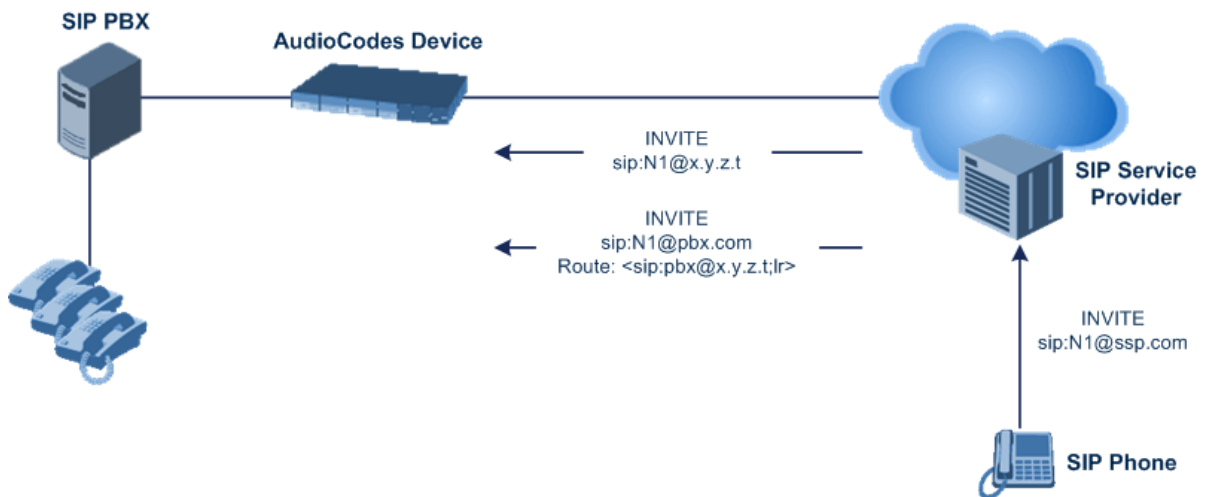 SIP PBX
AudioCodes Device
INVITE
sip:N1@x.y.z.t
SIP Service
Provider
INVITE
sip:N1@pbx.com
Route: <sip:pbx@x.y.z.t;lr>
INVITE
sip:N1@ssp.com
SIP Phone